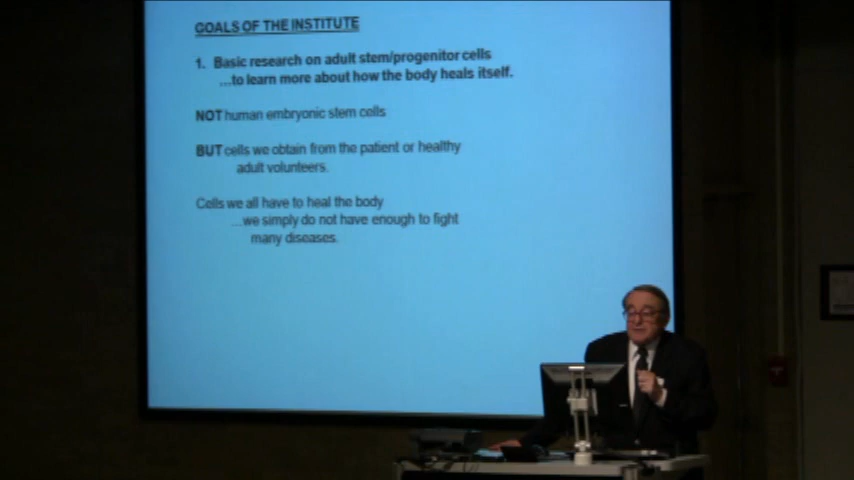 GOALS OF THE INSTITUTE
1. Basic research on adult stem/progenitor cells
...to learn more about how the body heals itself.
NOT human embryonic stem cells
BUT cells we obtain from the patient or healthy
adult volunteers.
Cells we all have to heal the body
...we simply do not have enough to fight
many diseases.